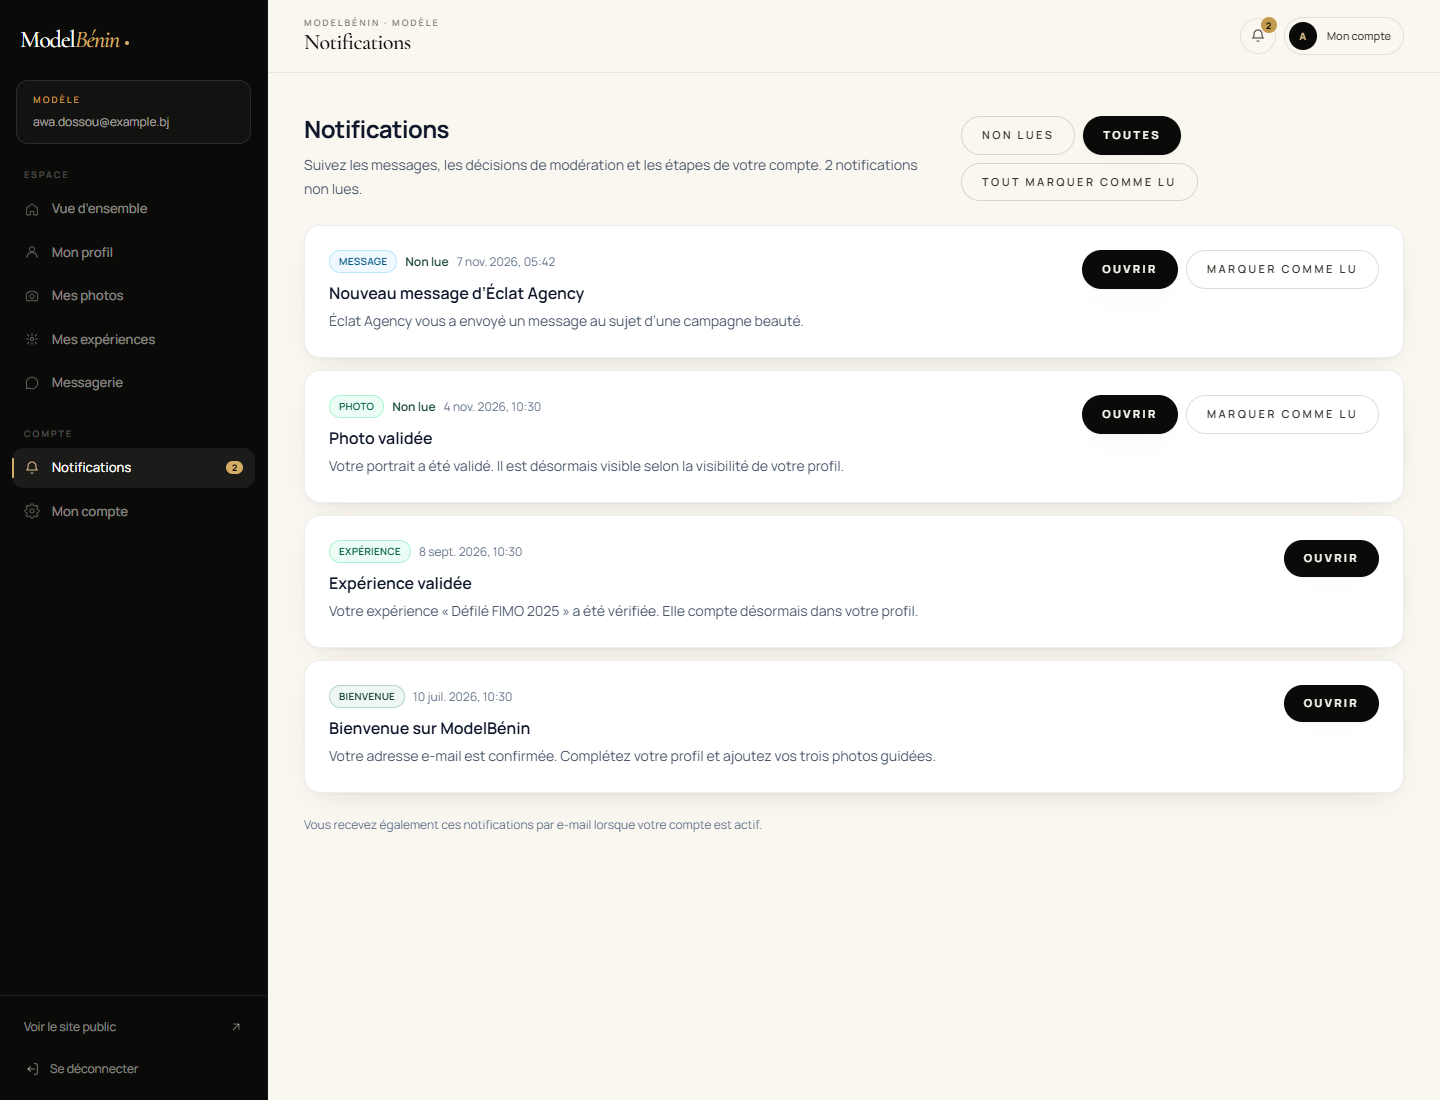 ModelBénin
MODÈLE
awa.dossou@example.bj
ESPACE
Vue d’ensemble
Mon profil
Mes photos
Mes expériences
Messagerie
COMPTE
Notifications 2
Mon compte
Voir le site public
Se déconnecter
MODELBÉNIN · MODÈLE
Notifications
2
A Mon compte
Notifications
Suivez les messages, les décisions de modération et les étapes de votre compte. 2 notifications
non lues.
NON LUES TOUTES
TOUT MARQUER COMME LU
MESSAGE Non lue 7 nov. 2026, 05:42
Nouveau message d’Éclat Agency
Éclat Agency vous a envoyé un message au sujet d’une campagne beauté.
OUVRIR MARQUER COMME LU
PHOTO Non lue 4 nov. 2026, 10:30
Photo validée
Votre portrait a été validé. Il est désormais visible selon la visibilité de votre profil.
OUVRIR MARQUER COMME LU
EXPÉRIENCE 8 sept. 2026, 10:30
Expérience validée
Votre expérience « Défilé FIMO 2025 » a été vérifiée. Elle compte désormais dans votre profil.
OUVRIR
BIENVENUE 10 juil. 2026, 10:30
Bienvenue sur ModelBénin
Votre adresse e-mail est confirmée. Complétez votre profil et ajoutez vos trois photos guidées.
OUVRIR
Vous recevez également ces notifications par e-mail lorsque votre compte est actif.